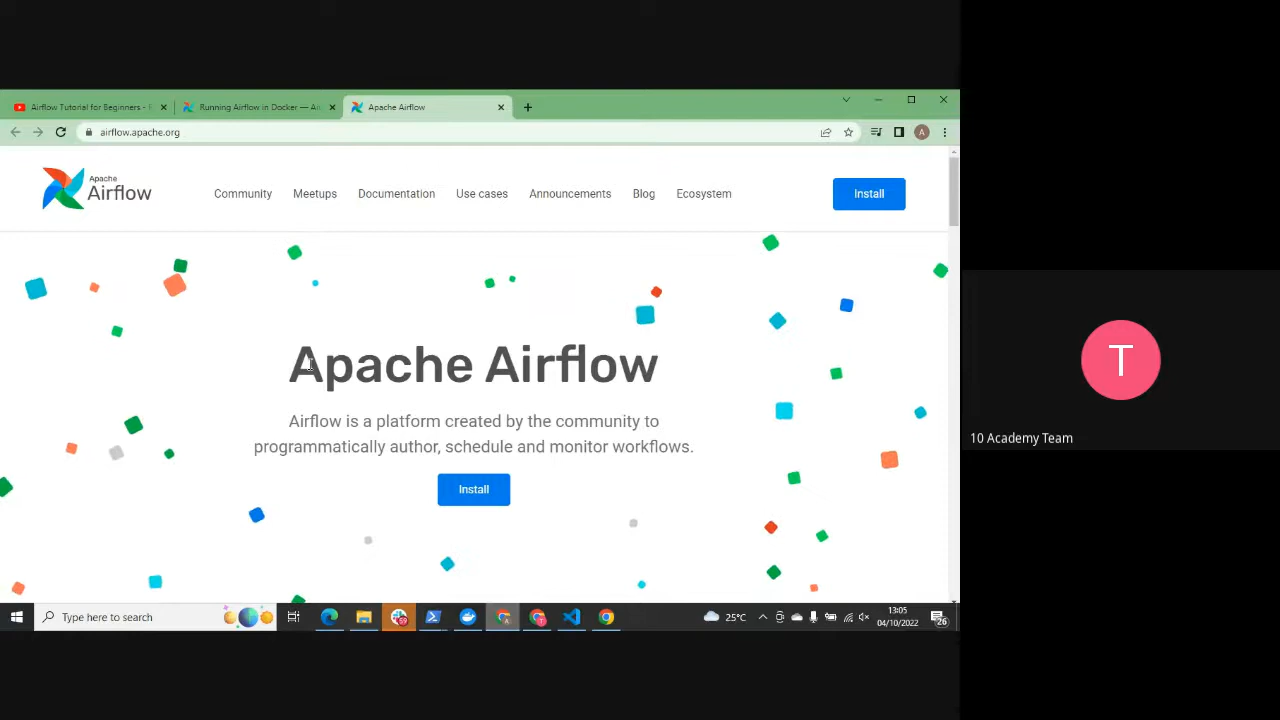 Airflow Tutorial for Beginners -
Running Airflow in Docker — Ai
Apache Airflow
airflow.apache.org
A
Apache
Airflow
Community
Meetups
Documentation
Use cases
Announcements
Blog
Ecosystem
Install
Apache Airflow
Airflow is a platform created by the community to
programmatically author, schedule and monitor workflows.
Install
T
10 Academy Team
Type here to search
25°C
13:05
04/10/2022
26